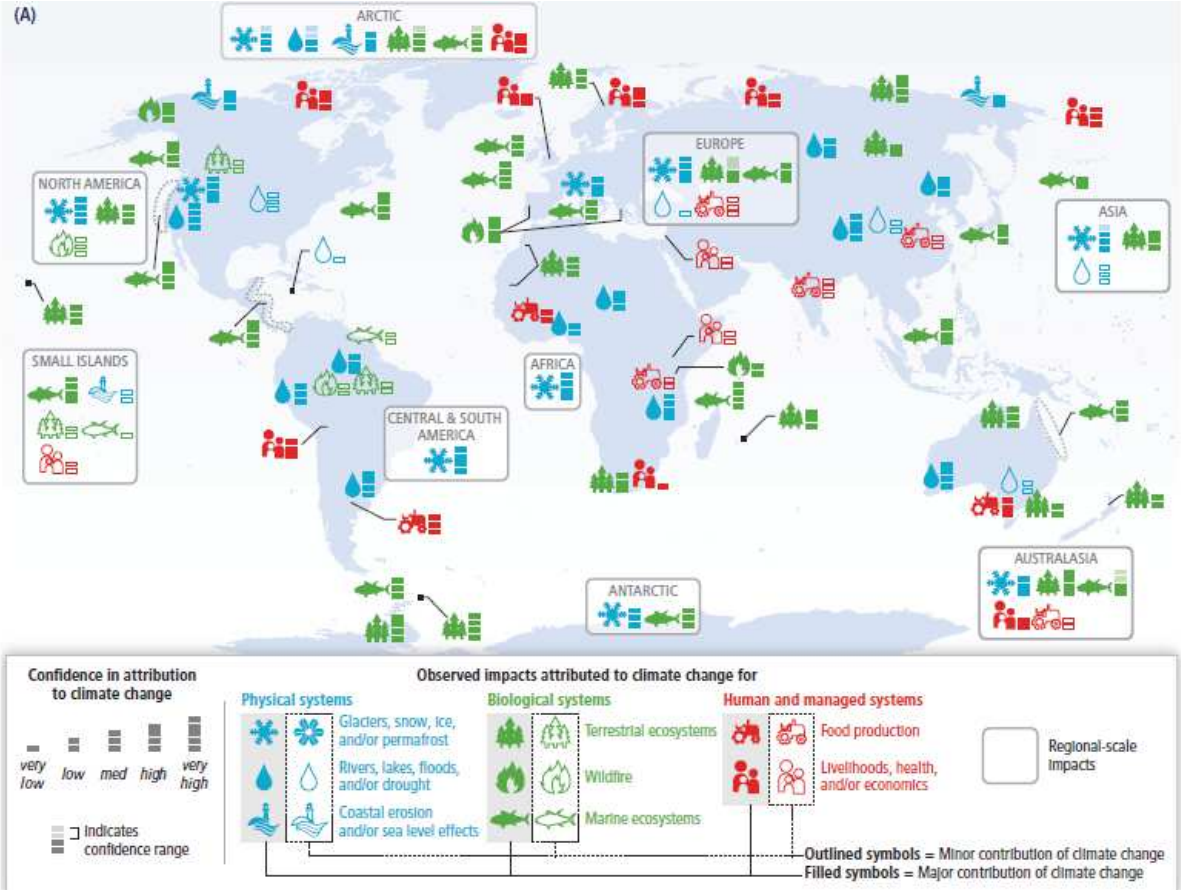 (A)
ARCTIC
EUROPE
NORTH AMERICA
ASIA
SMALL ISLANDS
AFRICA
CENTRAL & SOUTH
AMERICA
ANTARCTIC
AUSTRALASIA
Confidence in attribution
to climate change
very
low
low
med
high
very
high
Indicates
confidence range
Observed impacts attributed to climate change for
Physical systems
Glaciers, snow, ice,
and/or permafrost
Rivers, lakes, floods,
and/or drought
Coastal erosion
and/or sea level effects
Biological systems
Terrestrial ecosystems
Wildfire
Marine ecosystems
Human and managed systems
Food production
Livelihoods, health,
and/or economics
Regional-scale
impacts
Outlined symbols = Minor contribution of climate change
Filled symbols = Major contribution of climate change